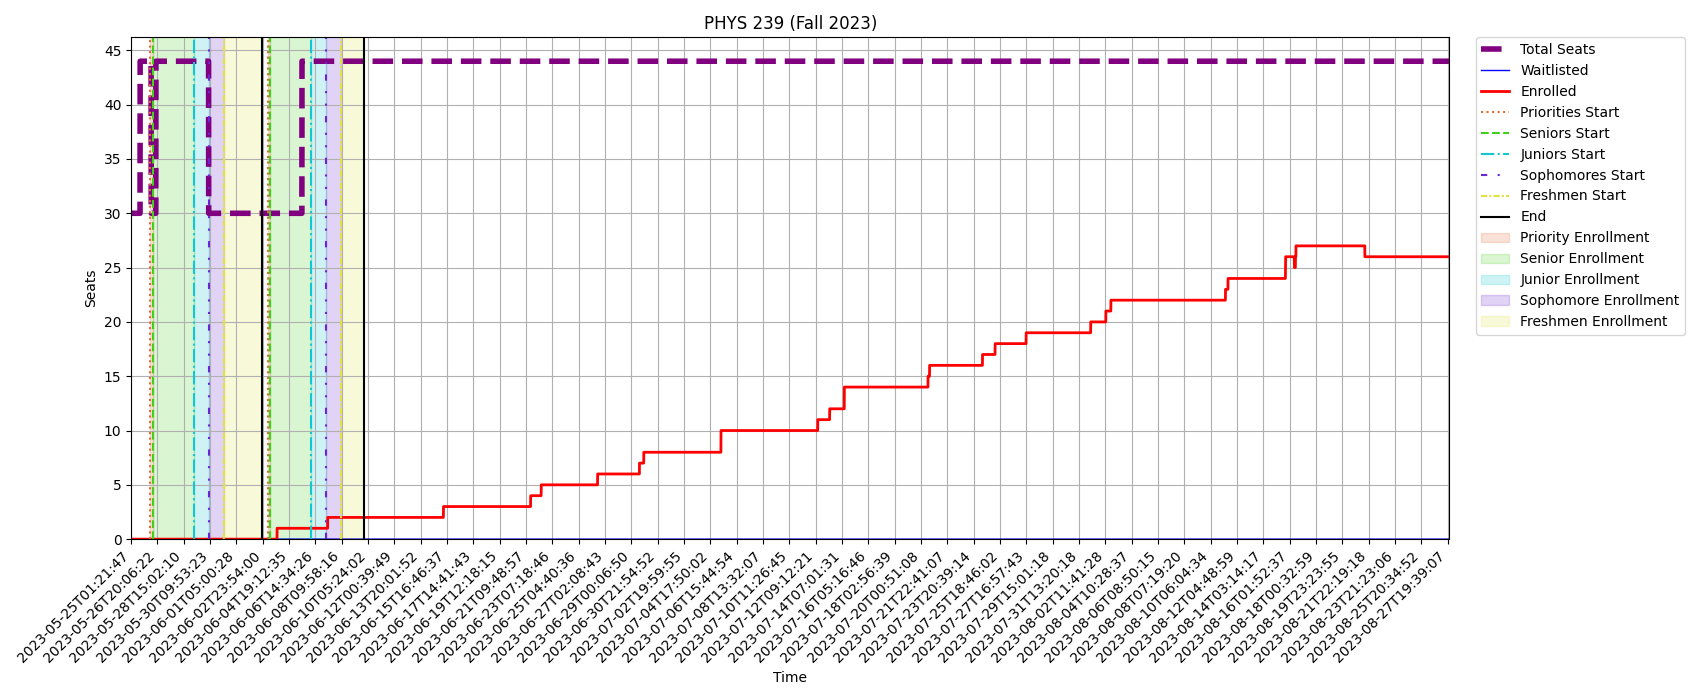 PHYS 239 (Fall 2023)
Seats
45
40
35
30
25
20
15
10
5
0
2023-05-25T01:21:47
2023-05-26T20:06:22
2023-05-28T15:02:10
2023-05-30T09:53:23
2023-06-01T05:00:28
2023-06-02T23:54:00
2023-06-04T19:12:35
2023-06-06T14:34:26
2023-06-08T09:58:16
2023-06-10T05:24:02
2023-06-12T00:39:49
2023-06-13T20:01:52
2023-06-15T16:46:37
2023-06-17T14:41:43
2023-06-19T12:18:15
2023-06-21T09:48:57
2023-06-23T07:18:46
2023-06-25T04:40:36
2023-06-27T02:08:43
2023-06-29T00:06:50
2023-06-30T21:54:52
2023-07-02T19:59:55
2023-07-04T17:50:02
2023-07-06T15:44:54
2023-07-08T13:32:07
2023-07-10T11:26:45
2023-07-12T09:12:21
2023-07-14T07:01:31
2023-07-16T05:16:46
2023-07-18T02:56:39
2023-07-20T00:51:08
2023-07-21T22:41:07
2023-07-23T20:39:14
2023-07-25T18:46:02
2023-07-27T16:57:43
2023-07-29T15:01:18
2023-07-31T13:20:18
2023-08-02T11:41:28
2023-08-04T10:28:37
2023-08-06T08:50:15
2023-08-08T07:19:20
2023-08-10T06:04:34
2023-08-12T04:48:59
2023-08-14T03:14:17
2023-08-16T01:52:37
2023-08-18T00:32:59
2023-08-19T23:23:55
2023-08-21T22:19:18
2023-08-23T21:23:06
2023-08-25T20:34:52
2023-08-27T19:39:07
Time
Total Seats
Waitlisted
Enrolled
Priorities Start
Seniors Start
Juniors Start
Sophomores Start
Freshmen Start
End
Priority Enrollment
Senior Enrollment
Junior Enrollment
Sophomore Enrollment
Freshmen Enrollment